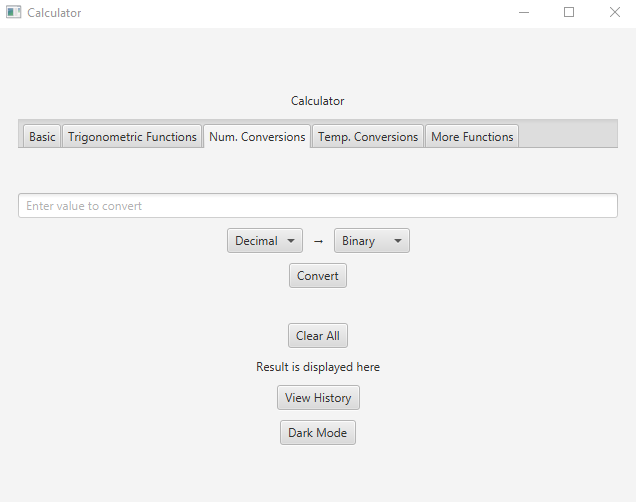 Calculator
Calculator
Basic Trigonometric Functions Num. Conversions Temp. Conversions More Functions
Enter value to convert
Decimal → Binary
Convert
Clear All
Result is displayed here
View History
Dark Mode